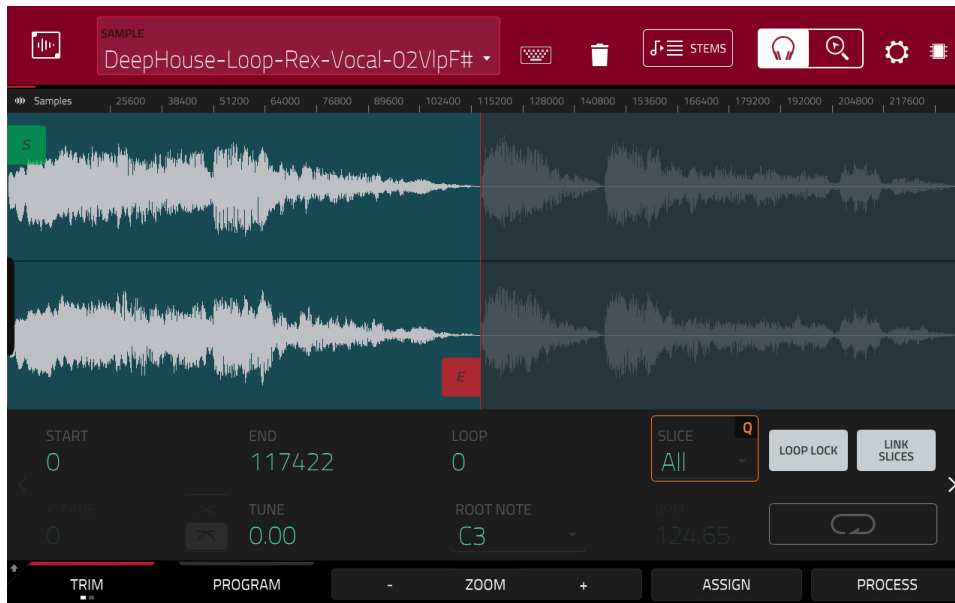 SAMPLE
DeepHouse-Loop-Rex-Vocal-02VlpF#
STEMS
Samples 25600 38400 51200 64000 76800 89600 102400 115200 128000 140800 153600 166400 179200 192000 204800 217600
S
E
START END LOOP SLICE Q
0 117422 0 All LOOP LOCK LINK SLICES
X-FADE TUNE ROOT NOTE BPM
0 0.00 C3 124.65
TRIM PROGRAM - ZOOM + ASSIGN PROCESS